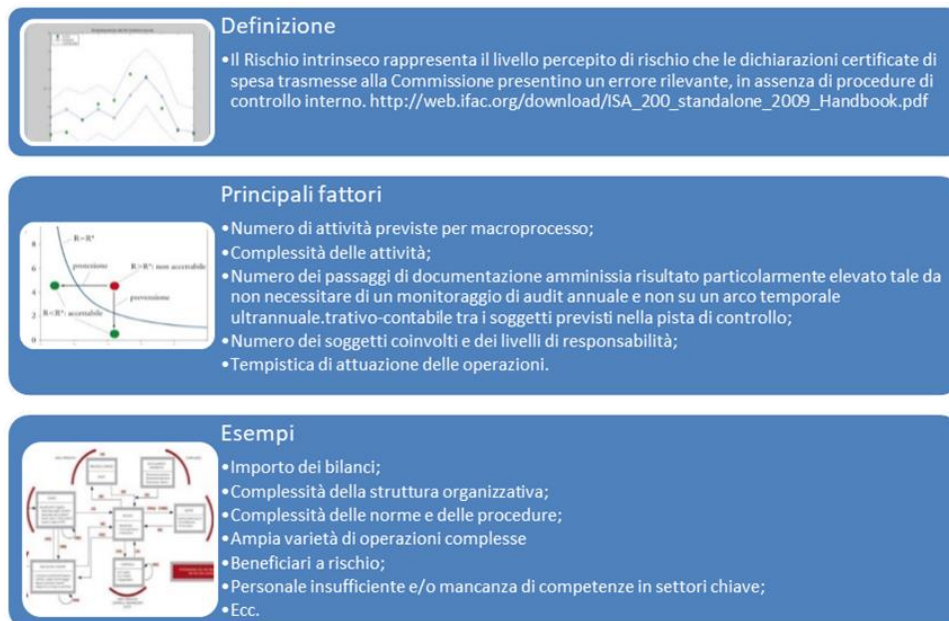 Definizione
•Il Rischio intrinseco rappresenta il livello percepito di rischio che le dichiarazioni certificate di
spesa trasmesse alla Commissione presentino un errore rilevante, in assenza di procedure di
controllo interno. http://web.ifac.org/download/ISA_200_standalone_2009_Handbook.pdf
Principali fattori
•Numero di attività previste per macroprocesso;
•Complessità delle attività;
•Numero dei passaggi di documentazione amminissia risultato particolarmente elevato tale da
non necessitare di un monitoraggio di audit annuale e non su un arco temporale
ultrannuale.trativo-contabile tra i soggetti previsti nella pista di controllo;
•Numero dei soggetti coinvolti e dei livelli di responsabilità;
•Tempistica di attuazione delle operazioni.
8
R=R*
6
protezione
R>R*: non accettabile
4
prevenzione
R<R*: accettabile
2
0
Esempi
•Importo dei bilanci;
•Complessità della struttura organizzativa;
•Complessità delle norme e delle procedure;
•Ampia varietà di operazioni complesse
•Beneficiari a rischio;
•Personale insufficiente e/o mancanza di competenze in settori chiave;
•Ecc.